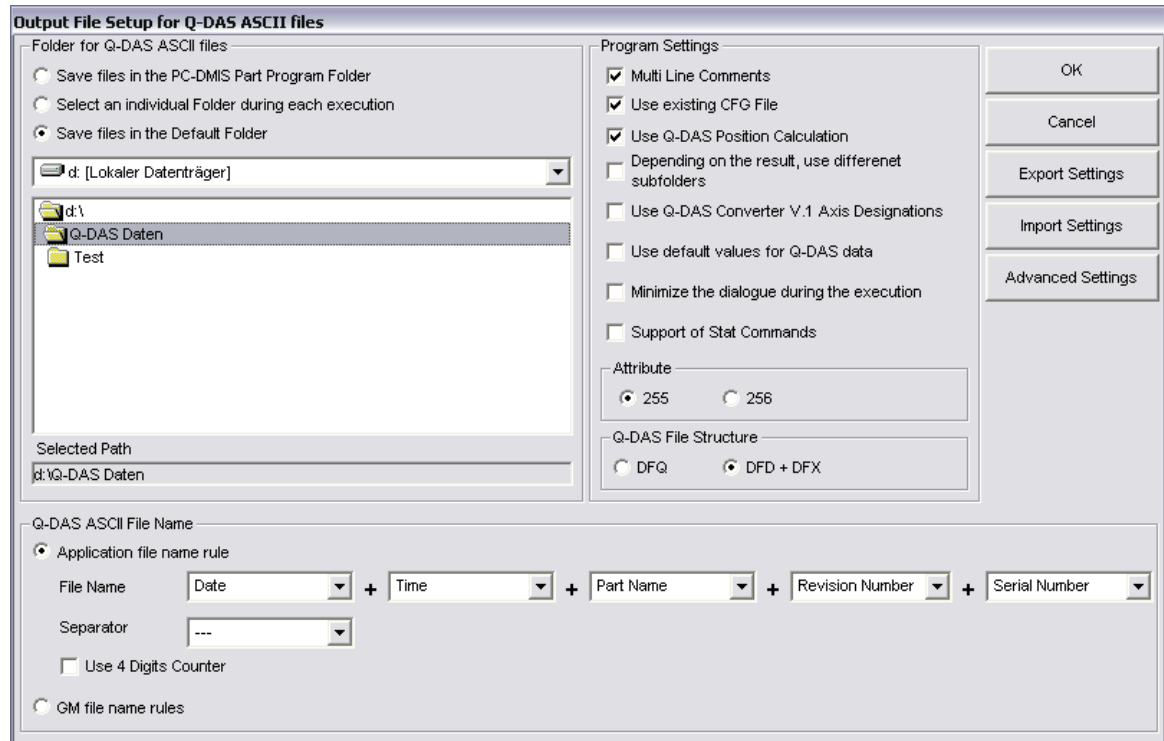 Output File Setup for Q-DAS ASCII files
Folder for Q-DAS ASCII files
Save files in the PC-DMIS Part Program Folder
Select an individual Folder during each execution
Save files in the Default Folder
d: [Lokaler Datenträger]
d:\
Q-DAS Daten
Test
Selected Path
d:\Q-DAS Daten
Program Settings
Multi Line Comments
Use existing CFG File
Use Q-DAS Position Calculation
Depending on the result, use differenet
subfolders
Use Q-DAS Converter V.1 Axis Designations
Use default values for Q-DAS data
Minimize the dialogue during the execution
Support of Stat Commands
Attribute
255 256
Q-DAS File Structure
DFQ DFD + DFX
OK
Cancel
Export Settings
Import Settings
Advanced Settings
Q-DAS ASCII File Name
Application file name rule
File Name Date + Time + Part Name + Revision Number + Serial Number
Separator ---
Use 4 Digits Counter
GM file name rules